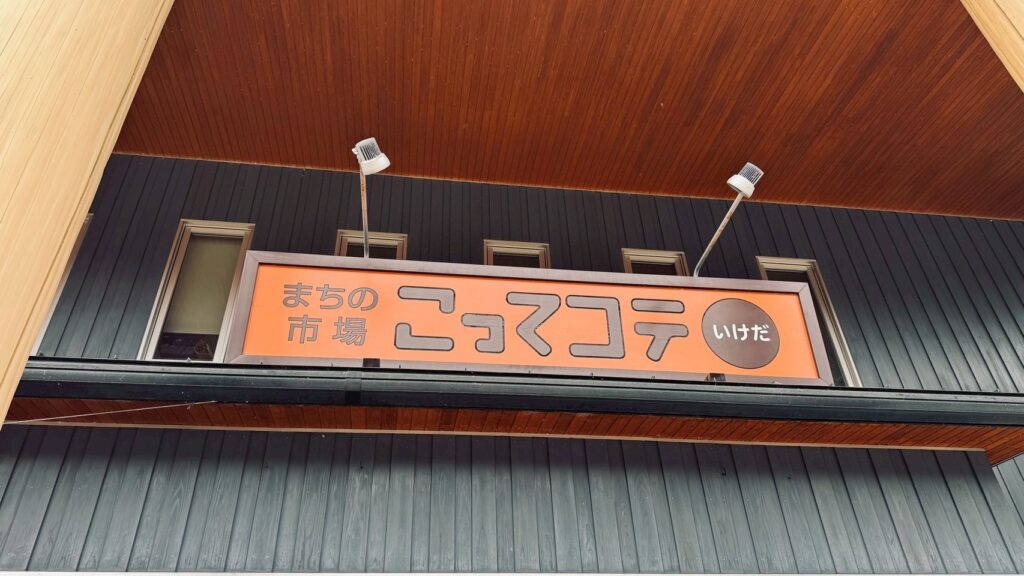 まちの
市場
こってコテ
いけだ